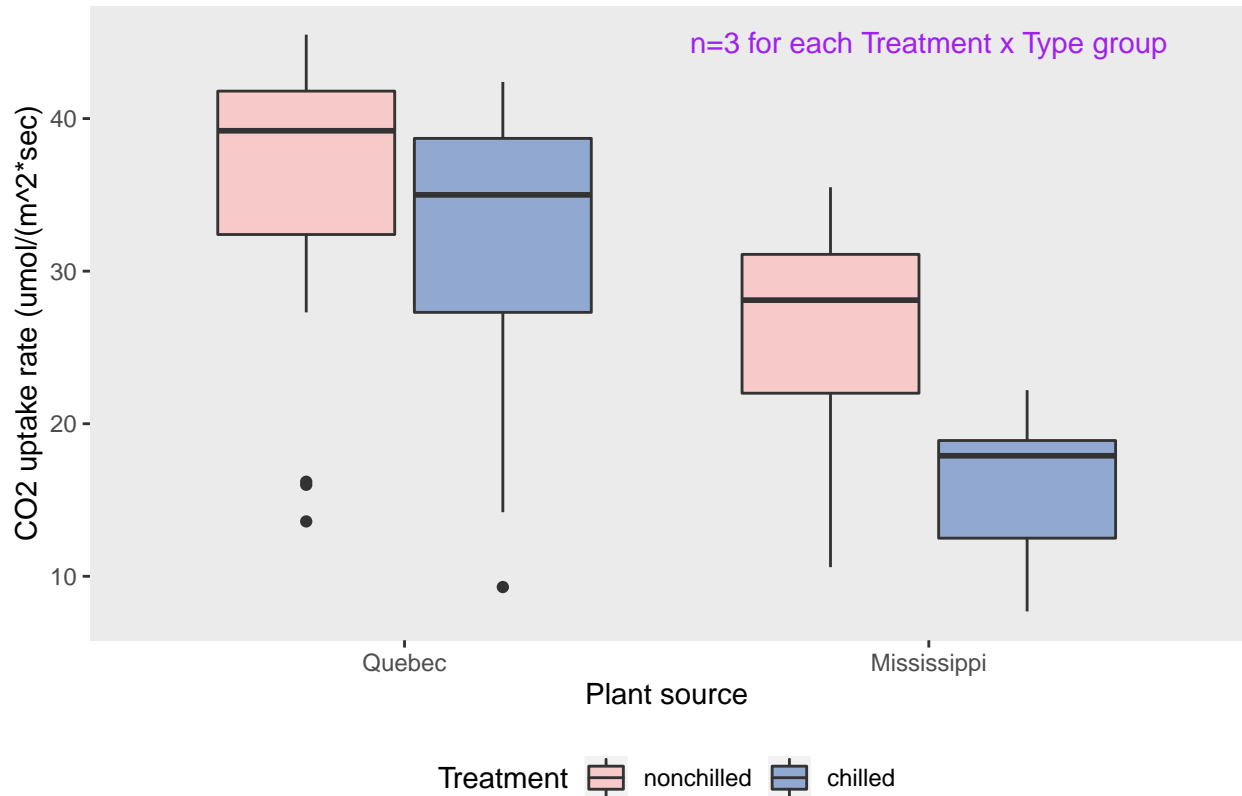 n=3 for each Treatment x Type group
CO2 uptake rate (umol/(m^2*sec)
40
30
20
10
Quebec
Mississippi
Plant source
Treatment
nonchilled
chilled